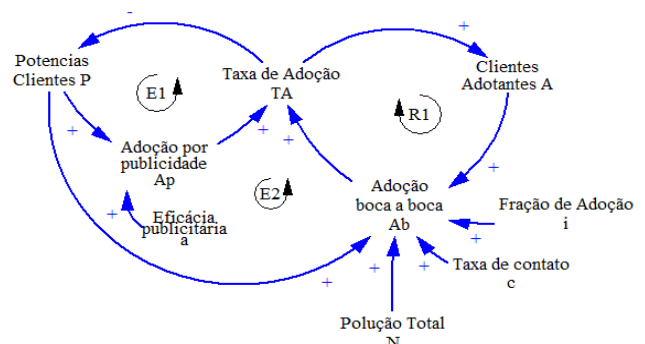 -
+
Potencias
Clientes P
E1
Taxa de Adoção
TA
R1
Clientes
Adotantes A
+
+
+
Adoção por
publicidade
Ap
+
+
Eficácia
publicitária
a
E2
Adoção
boca a boca
Ab
Fração de Adoção
i
+
+
+
+
+
Taxa de contato
c
Polução Total
N